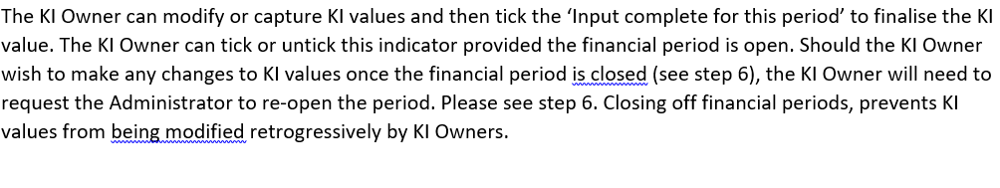 The KI Owner can modify or capture KI values and then tick the ‘Input complete for this period’ to finalise the KI
value. The KI Owner can tick or untick this indicator provided the financial period is open. Should the KI Owner
wish to make any changes to KI values once the financial period is closed (see step 6), the KI Owner will need to
request the Administrator to re-open the period. Please see step 6. Closing off financial periods, prevents KI
values from being modified retrogressively by KI Owners.